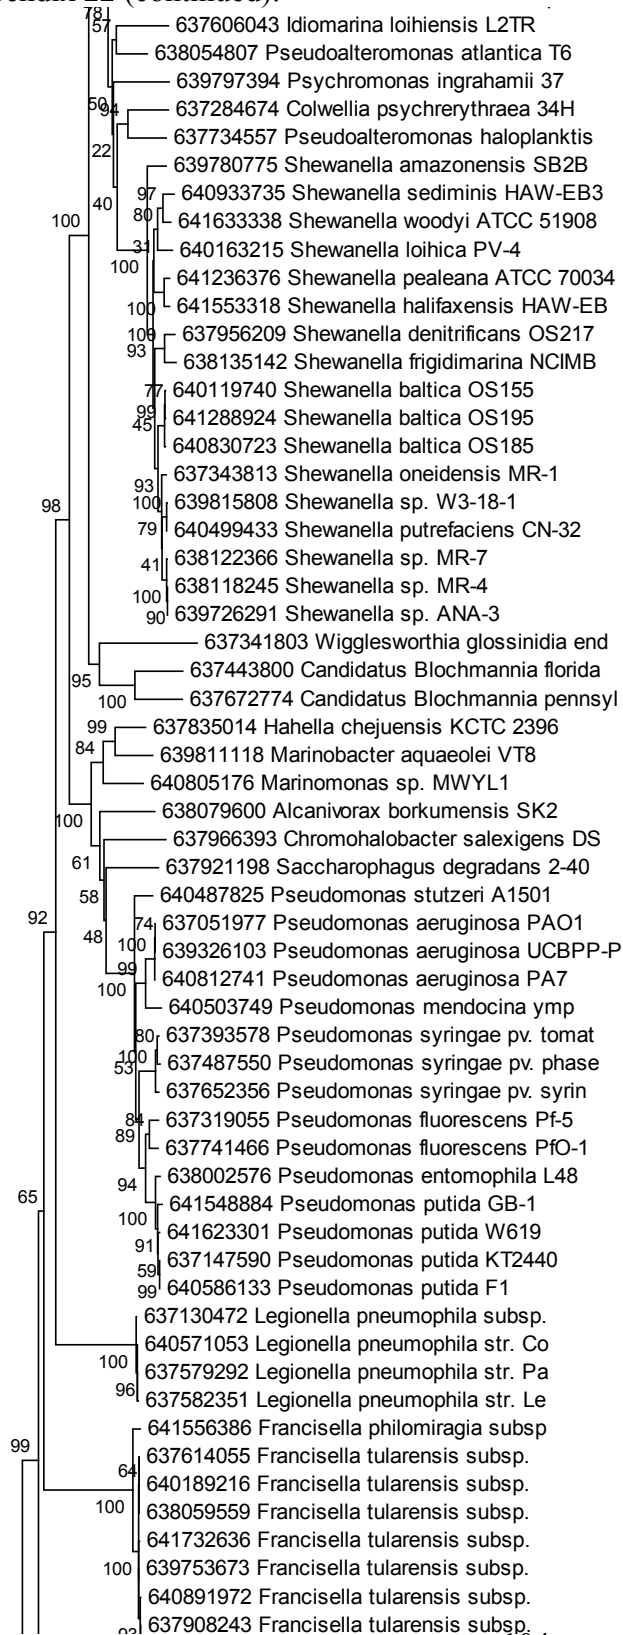 (continued).
78
57
637606043 Idiomarina loihiensis L2TR
638054807 Pseudoalteromonas atlantica T6
639797394 Psychromonas ingrahamii 37
50
94
637284674 Colwellia psychrerythraea 34H
637734557 Pseudoalteromonas haloplanktis
22
639780775 Shewanella amazonensis SB2B
97
640933735 Shewanella sediminis HAW-EB3
40
80
641633338 Shewanella woodyi ATCC 51908
100
31
640163215 Shewanella loihica PV-4
100
641236376 Shewanella pealeana ATCC 70034
100
641553318 Shewanella halifaxensis HAW-EB
100
637956209 Shewanella denitrificans OS217
93
638135142 Shewanella frigidimarina NCIMB
77
640119740 Shewanella baltica OS155
99
45
641288924 Shewanella baltica OS195
640830723 Shewanella baltica OS185
637343813 Shewanella oneidensis MR-1
93
98
100
639815808 Shewanella sp. W3-18-1
79
640499433 Shewanella putrefaciens CN-32
41
638122366 Shewanella sp. MR-7
638118245 Shewanella sp. MR-4
100
90
639726291 Shewanella sp. ANA-3
637341803 Wigglesworthia glossinidia end
95
637443800 Candidatus Blochmannia florida
100
637672774 Candidatus Blochmannia pennsyl
99
637835014 Hahella chejuensis KCTC 2396
84
639811118 Marinobacter aquaeolei VT8
640805176 Marinomonas sp. MWYL1
100
638079600 Alcanivorax borkumensis SK2
637966393 Chromohalobacter salexigens DS
61
637921198 Saccharophagus degradans 2-40
58
640487825 Pseudomonas stutzeri A1501
92
74
637051977 Pseudomonas aeruginosa PAO1
48
100
639326103 Pseudomonas aeruginosa UCBPP-P
99
640812741 Pseudomonas aeruginosa PA7
100
640503749 Pseudomonas mendocina ymp
80
637393578 Pseudomonas syringae pv. tomat
100
53
637487550 Pseudomonas syringae pv. phase
637652356 Pseudomonas syringae pv. syrin
84
637319055 Pseudomonas fluorescens Pf-5
89
637741466 Pseudomonas fluorescens PfO-1
638002576 Pseudomonas entomophila L48
94
65
641548884 Pseudomonas putida GB-1
100
641623301 Pseudomonas putida W619
91
637147590 Pseudomonas putida KT2440
59
99
640586133 Pseudomonas putida F1
637130472 Legionella pneumophila subsp.
640571053 Legionella pneumophila str. Co
100
637579292 Legionella pneumophila str. Pa
96
637582351 Legionella pneumophila str. Le
641556386 Francisella philomiragia subsp
99
637614055 Francisella tularensis subsp.
64
640189216 Francisella tularensis subsp.
100
638059559 Francisella tularensis subsp.
641732636 Francisella tularensis subsp.
100
639753673 Francisella tularensis subsp.
640891972 Francisella tularensis subsp.
637908243 Francisella tularensis subsp.
93